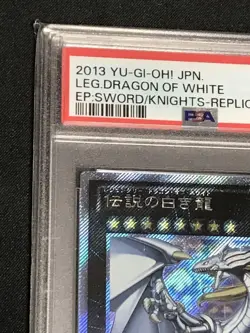 2013 YU-GI-OH! JPN.
LEG.DRAGON OF WHITE
EP:SWORD/KNIGHTS-REPLIC
PSA
伝説の白き龍